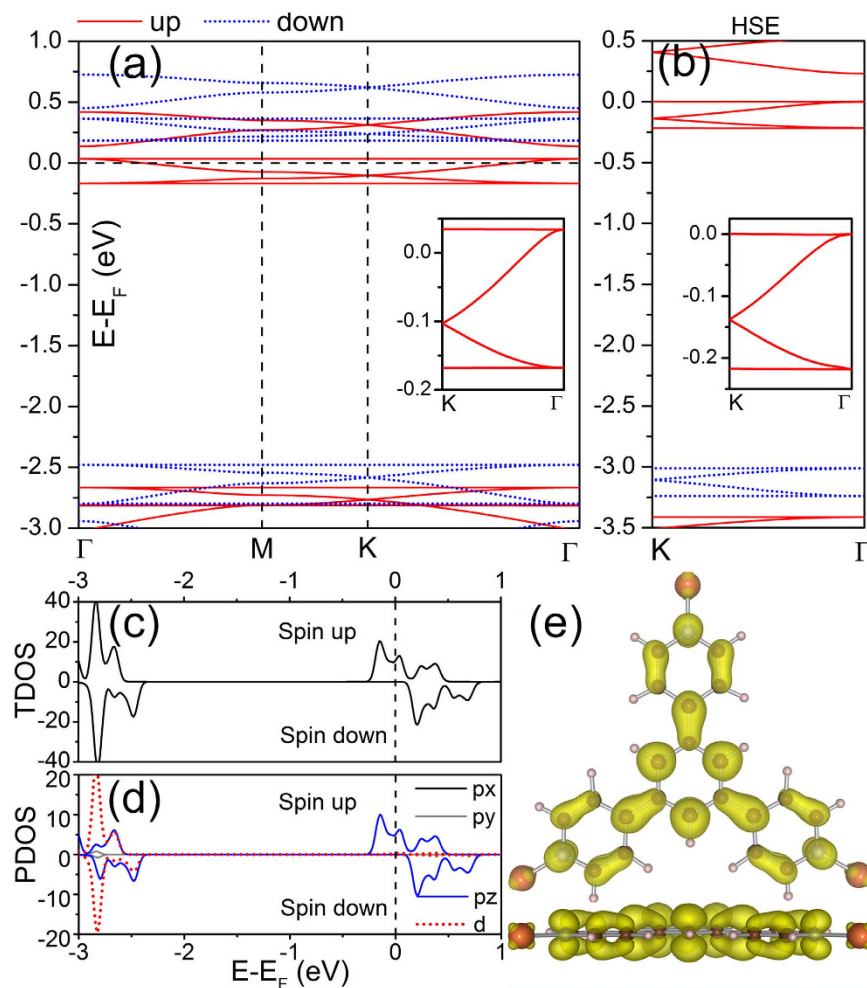 up down HSE
(a) (b)
1.0 0.5
0.5 0.0
0.0 -0.5
-0.5 -1.0
-1.0 -1.5
-1.5 -2.0
-2.0 -2.5
-2.5 -3.0
-3.0 -3.5
E-E_F (eV)
0.0 0.0
-0.1 -0.1
-0.2 -0.2
K Γ K Γ
Γ M K Γ K Γ
-3 -2 -1 0 1
(c) (e)
40
20
0
-20
-40
TDOS
Spin up
Spin down
(d)
20
10
0
-10
-20
PDOS
Spin up
Spin down
px
py
pz
d
-3 -2 -1 0 1
E-E_F (eV)